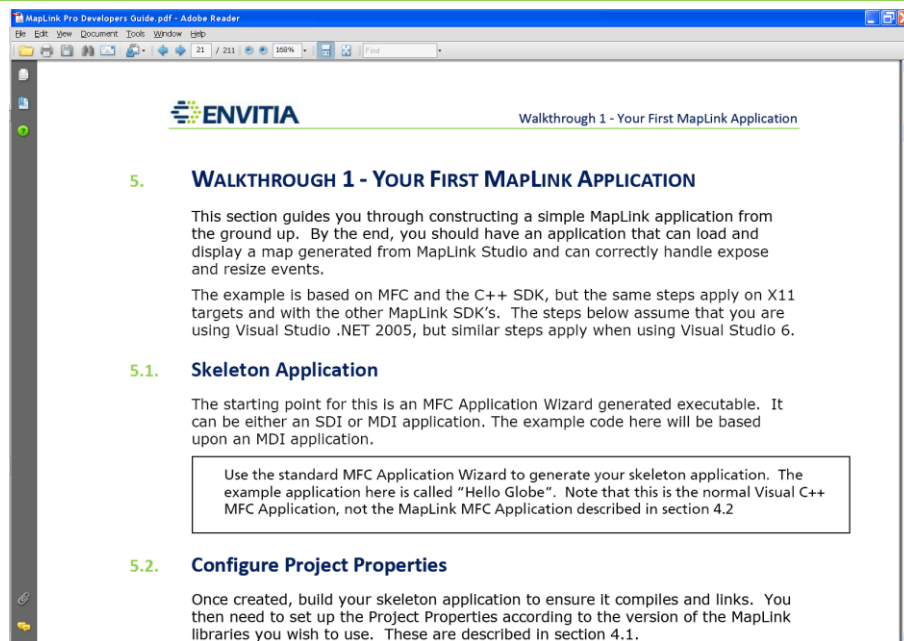 MapLink Pro Developers Guide.pdf - Adobe Reader
File Edit View Document Tools Window Help
21 / 211 160% Find
ENVITIA
Walkthrough 1 - Your First MapLink Application
5. WALKTHROUGH 1 - YOUR FIRST MAPLINK APPLICATION
This section guides you through constructing a simple MapLink application from
the ground up. By the end, you should have an application that can load and
display a map generated from MapLink Studio and can correctly handle expose
and resize events.
The example is based on MFC and the C++ SDK, but the same steps apply on X11
targets and with the other MapLink SDK's. The steps below assume that you are
using Visual Studio .NET 2005, but similar steps apply when using Visual Studio 6.
5.1. Skeleton Application
The starting point for this is an MFC Application Wizard generated executable. It
can be either an SDI or MDI application. The example code here will be based
upon an MDI application.
Use the standard MFC Application Wizard to generate your skeleton application. The
example application here is called "Hello Globe". Note that this is the normal Visual C++
MFC Application, not the MapLink MFC Application described in section 4.2
5.2. Configure Project Properties
Once created, build your skeleton application to ensure it compiles and links. You
then need to set up the Project Properties according to the version of the MapLink
libraries you wish to use. These are described in section 4.1.